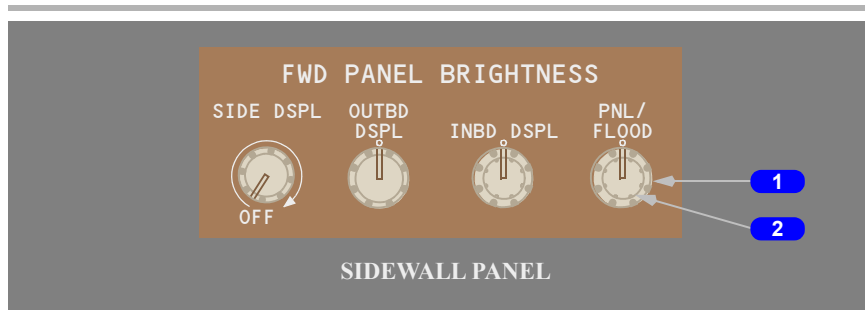 FWD PANEL BRIGHTNESS
SIDE DSPL
OUTBD
DSPL
INBD DSPL
PNL/
FLOOD
OFF
1
2
SIDEWALL PANEL